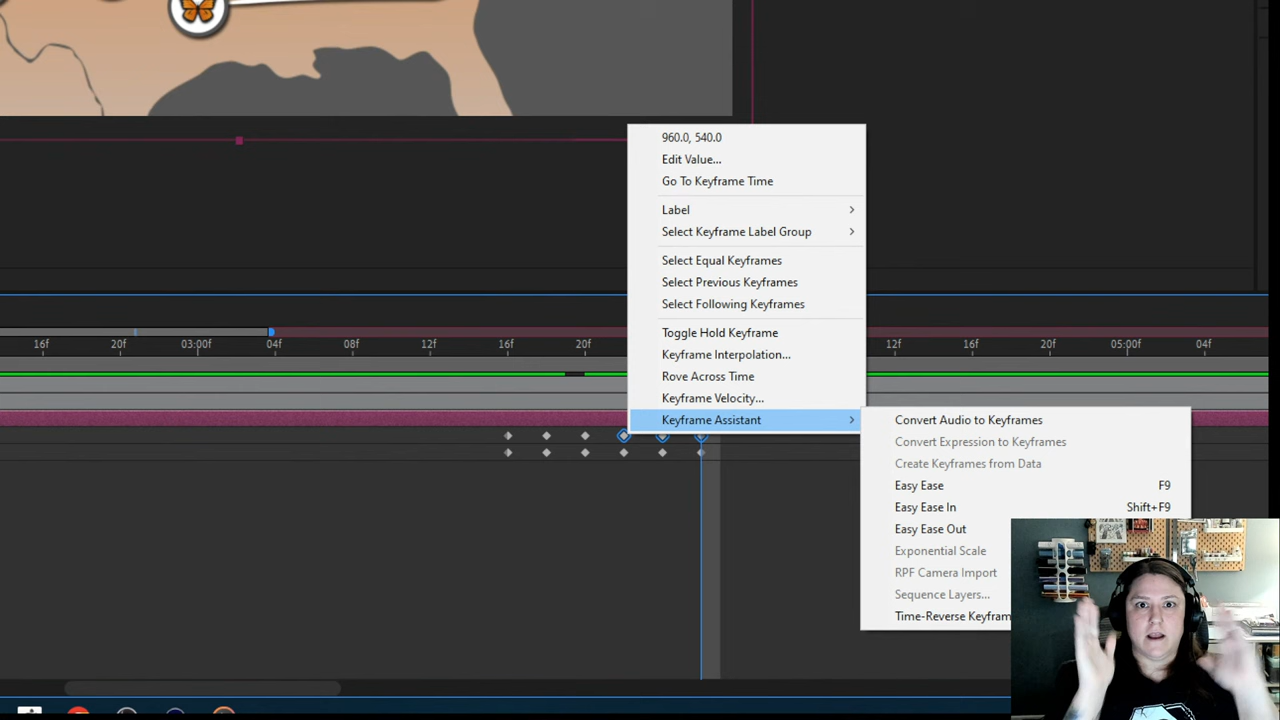 960.0, 540.0
Edit Value...
Go To Keyframe Time
Label
Select Keyframe Label Group
Select Equal Keyframes
Select Previous Keyframes
Select Following Keyframes
Toggle Hold Keyframe
Keyframe Interpolation...
Rove Across Time
Keyframe Velocity...
Keyframe Assistant
16f 20f 03:00f 04f 08f 12f 16f 20f 12f 16f 20f 05:00f 04f
Convert Audio to Keyframes
Convert Expression to Keyframes
Create Keyframes from Data
Easy Ease F9
Easy Ease In Shift+F9
Easy Ease Out
Exponential Scale
RPF Camera Import
Sequence Layers...
Time-Reverse Keyfram